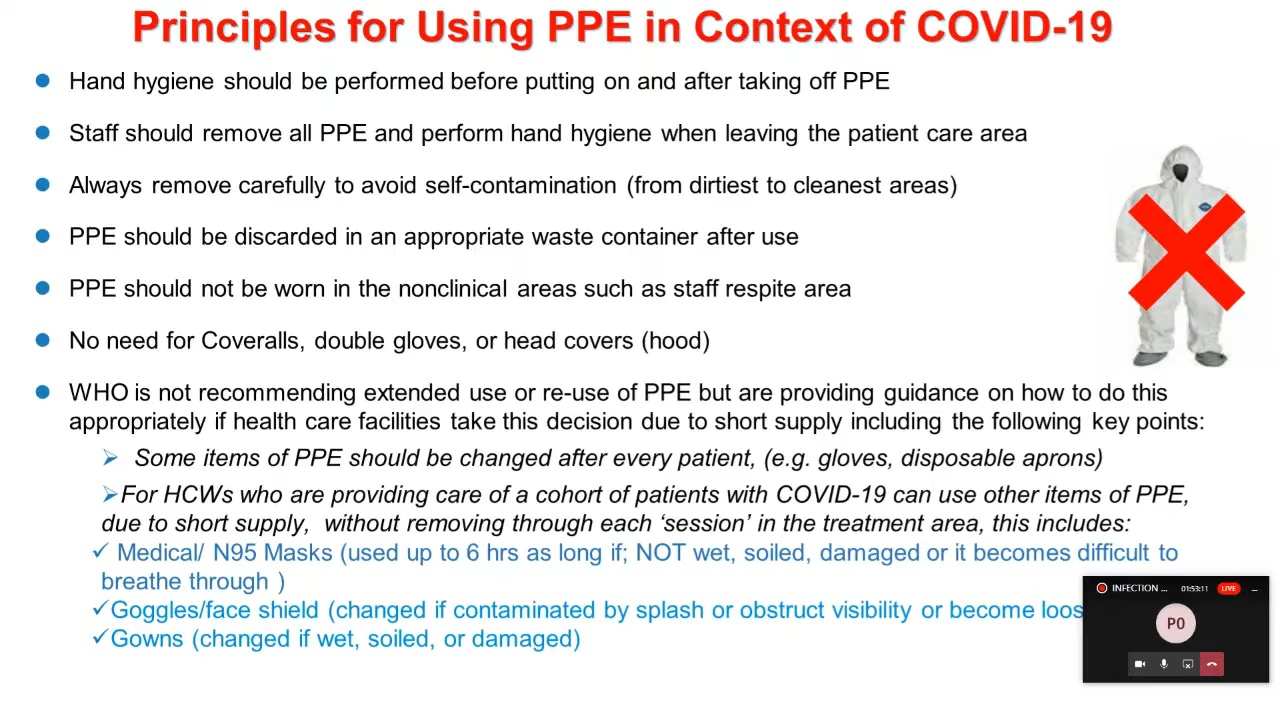 Principles for Using PPE in Context of COVID-19
Hand hygiene should be performed before putting on and after taking off PPE
Staff should remove all PPE and perform hand hygiene when leaving the patient care area
Always remove carefully to avoid self-contamination (from dirtiest to cleanest areas)
PPE should be discarded in an appropriate waste container after use
PPE should not be worn in the nonclinical areas such as staff respite area
No need for Coveralls, double gloves, or head covers (hood)
WHO is not recommending extended use or re-use of PPE but are providing guidance on how to do this
appropriately if health care facilities take this decision due to short supply including the following key points:
Some items of PPE should be changed after every patient, (e.g. gloves, disposable aprons)
For HCWs who are providing care of a cohort of patients with COVID-19 can use other items of PPE,
due to short supply, without removing through each ‘session’ in the treatment area, this includes:
Medical/ N95 Masks (used up to 6 hrs as long if; NOT wet, soiled, damaged or it becomes difficult to
breathe through )
Goggles/face shield (changed if contaminated by splash or obstruct visibility or become loos
Gowns (changed if wet, soiled, or damaged)
INFECTION ... 01:53:11 LIVE
P0